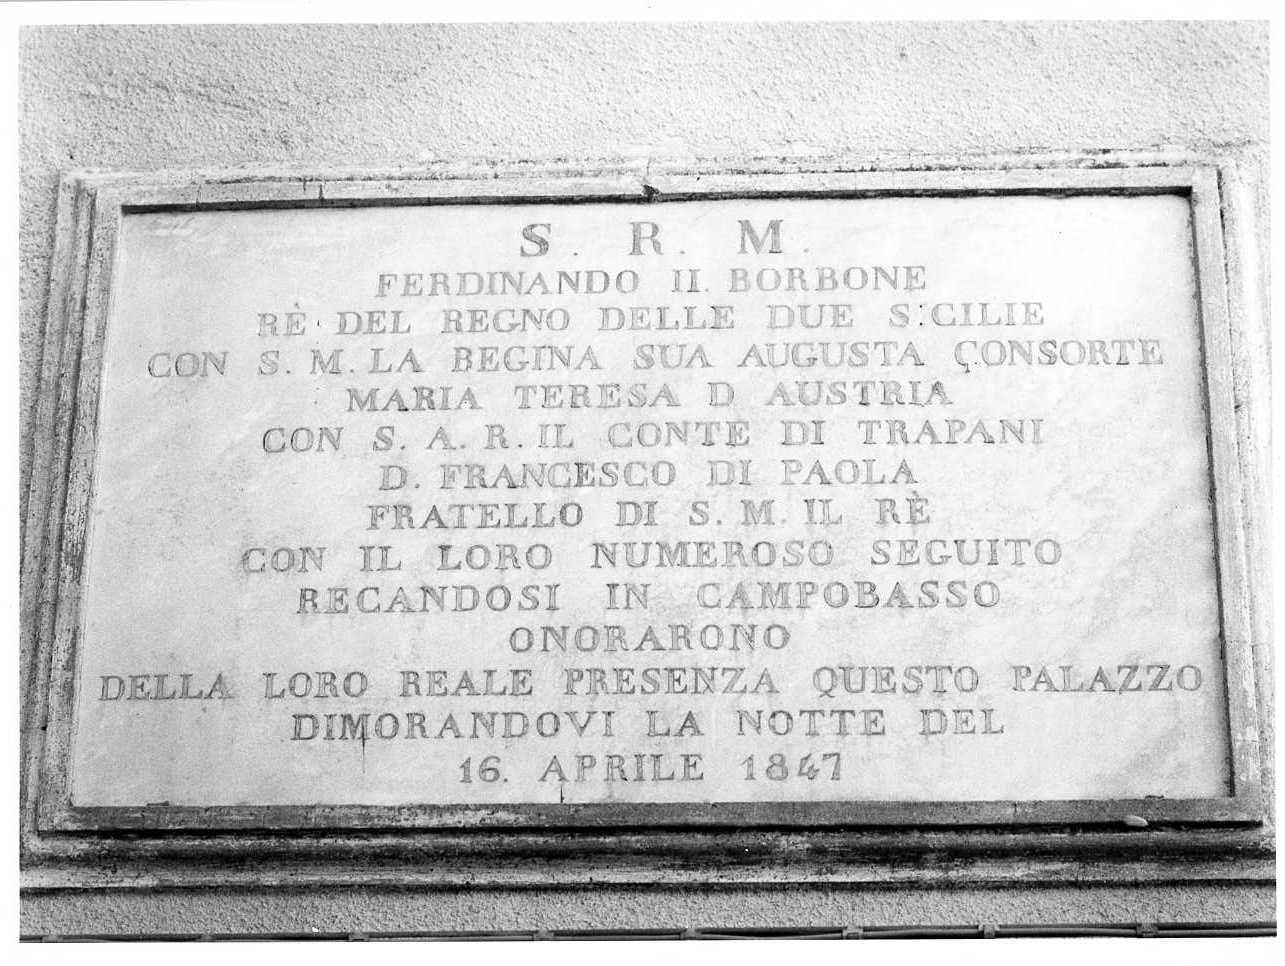 S. R. M.
FERDINANDO II. BORBONE
RÈ DEL REGNO DELLE DUE SICILIE
CON S. M. LA BEGINA SUA AUGUSTA CONSORTE
MARIA TERESA D AUSTRIA
CON S. A. R. IL CONTE DI TRAPANI
D. FRANCESCO DI PAOLA
FRATELLO DI S. M. IL RÈ
CON IL LORO NUMEROSO SEGUITO
RECANDOSI IN CAMPOBASSO
ONORARONO
DELLA LORO REALE PRESENZA QUESTO PALAZZO
DIMORANDOVI LA NOTTE DEL
16. APRILE 1847